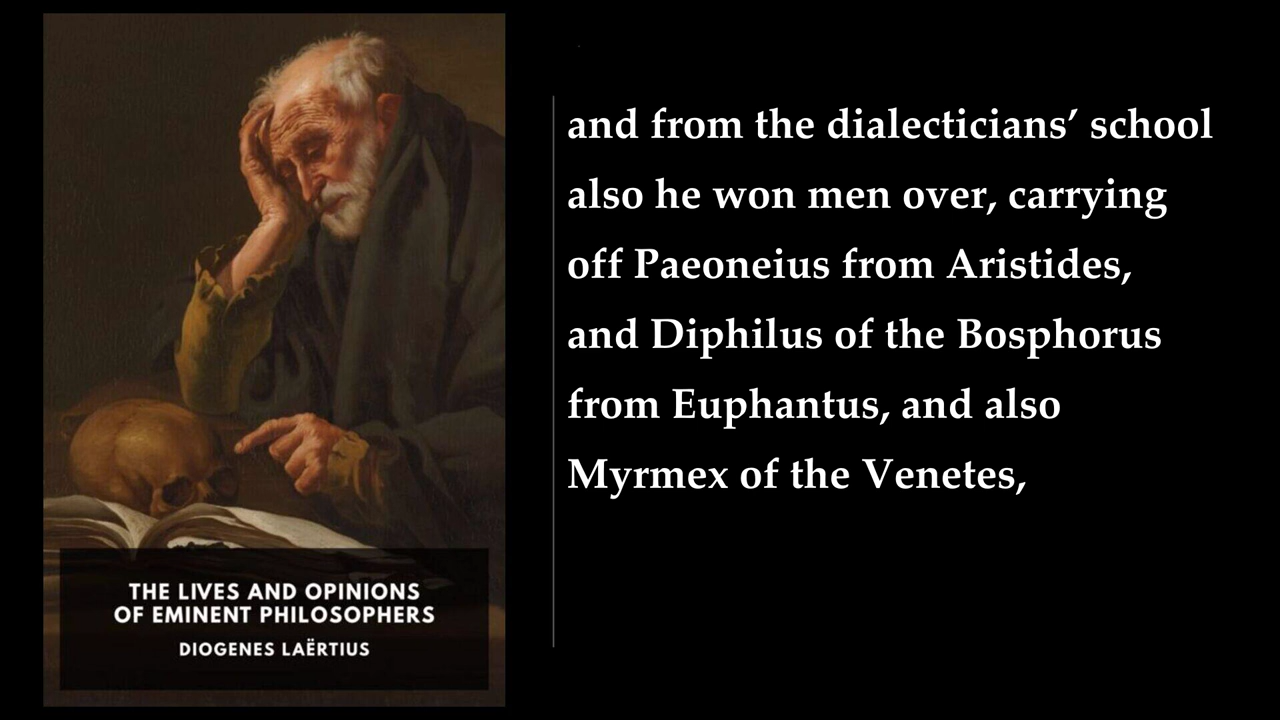 and from the dialecticians’ school
also he won men over, carrying
off Paeoneius from Aristides,
and Diphilus of the Bosphorus
from Euphantus, and also
Myrmex of the Venetes,
THE LIVES AND OPINIONS
OF EMINENT PHILOSOPHERS
DIOGENES LAËRTIUS